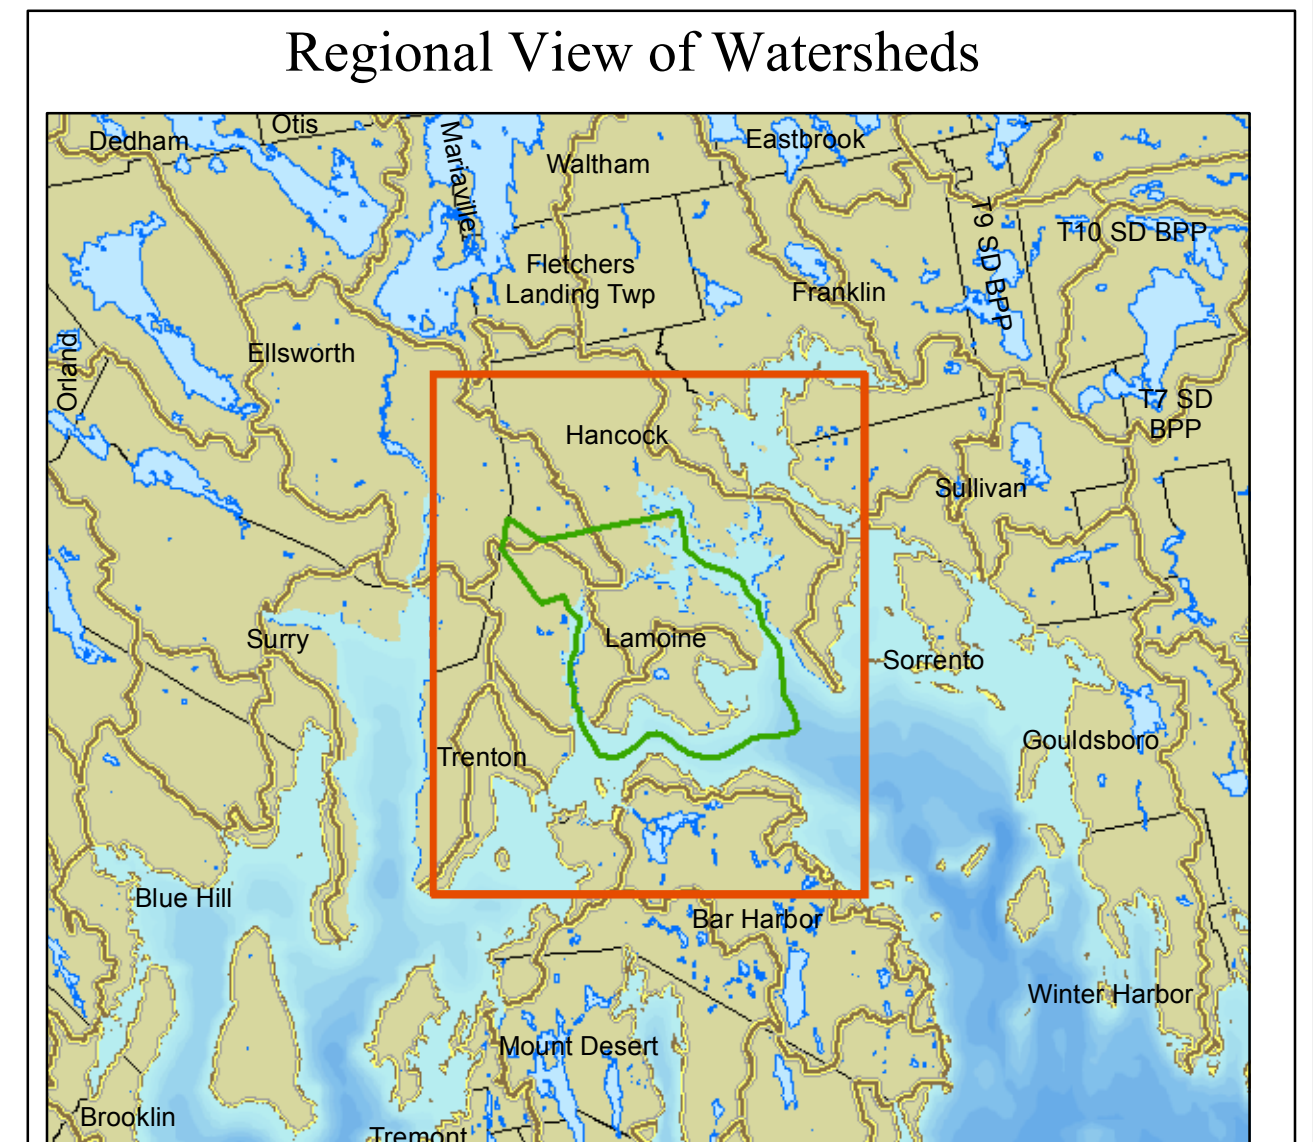 Regional View of Watersheds
Otis
Dedham
Mariaville
Waltham
Eastbrook
T9 SD BPP
T10 SD BPP
Fletchers
Landing Twp
Franklin
Orland
Ellsworth
T7 SD
BPP
Hancock
Sullivan
Surry
Lamoine
Sorrento
Trenton
Gouldsboro
Blue Hill
Bar Harbor
Winter Harbor
Mount Desert
Brooklin
Tremont